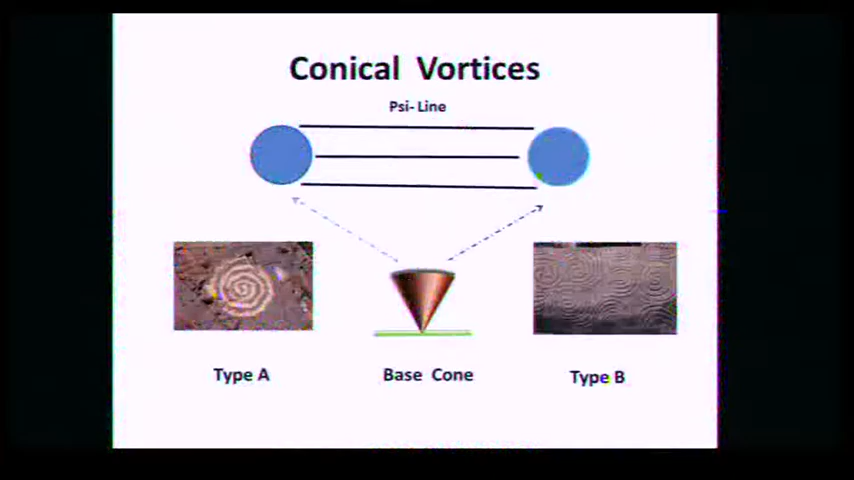 Conical Vortices
Psi-Line
Type A
Base Cone
Type B